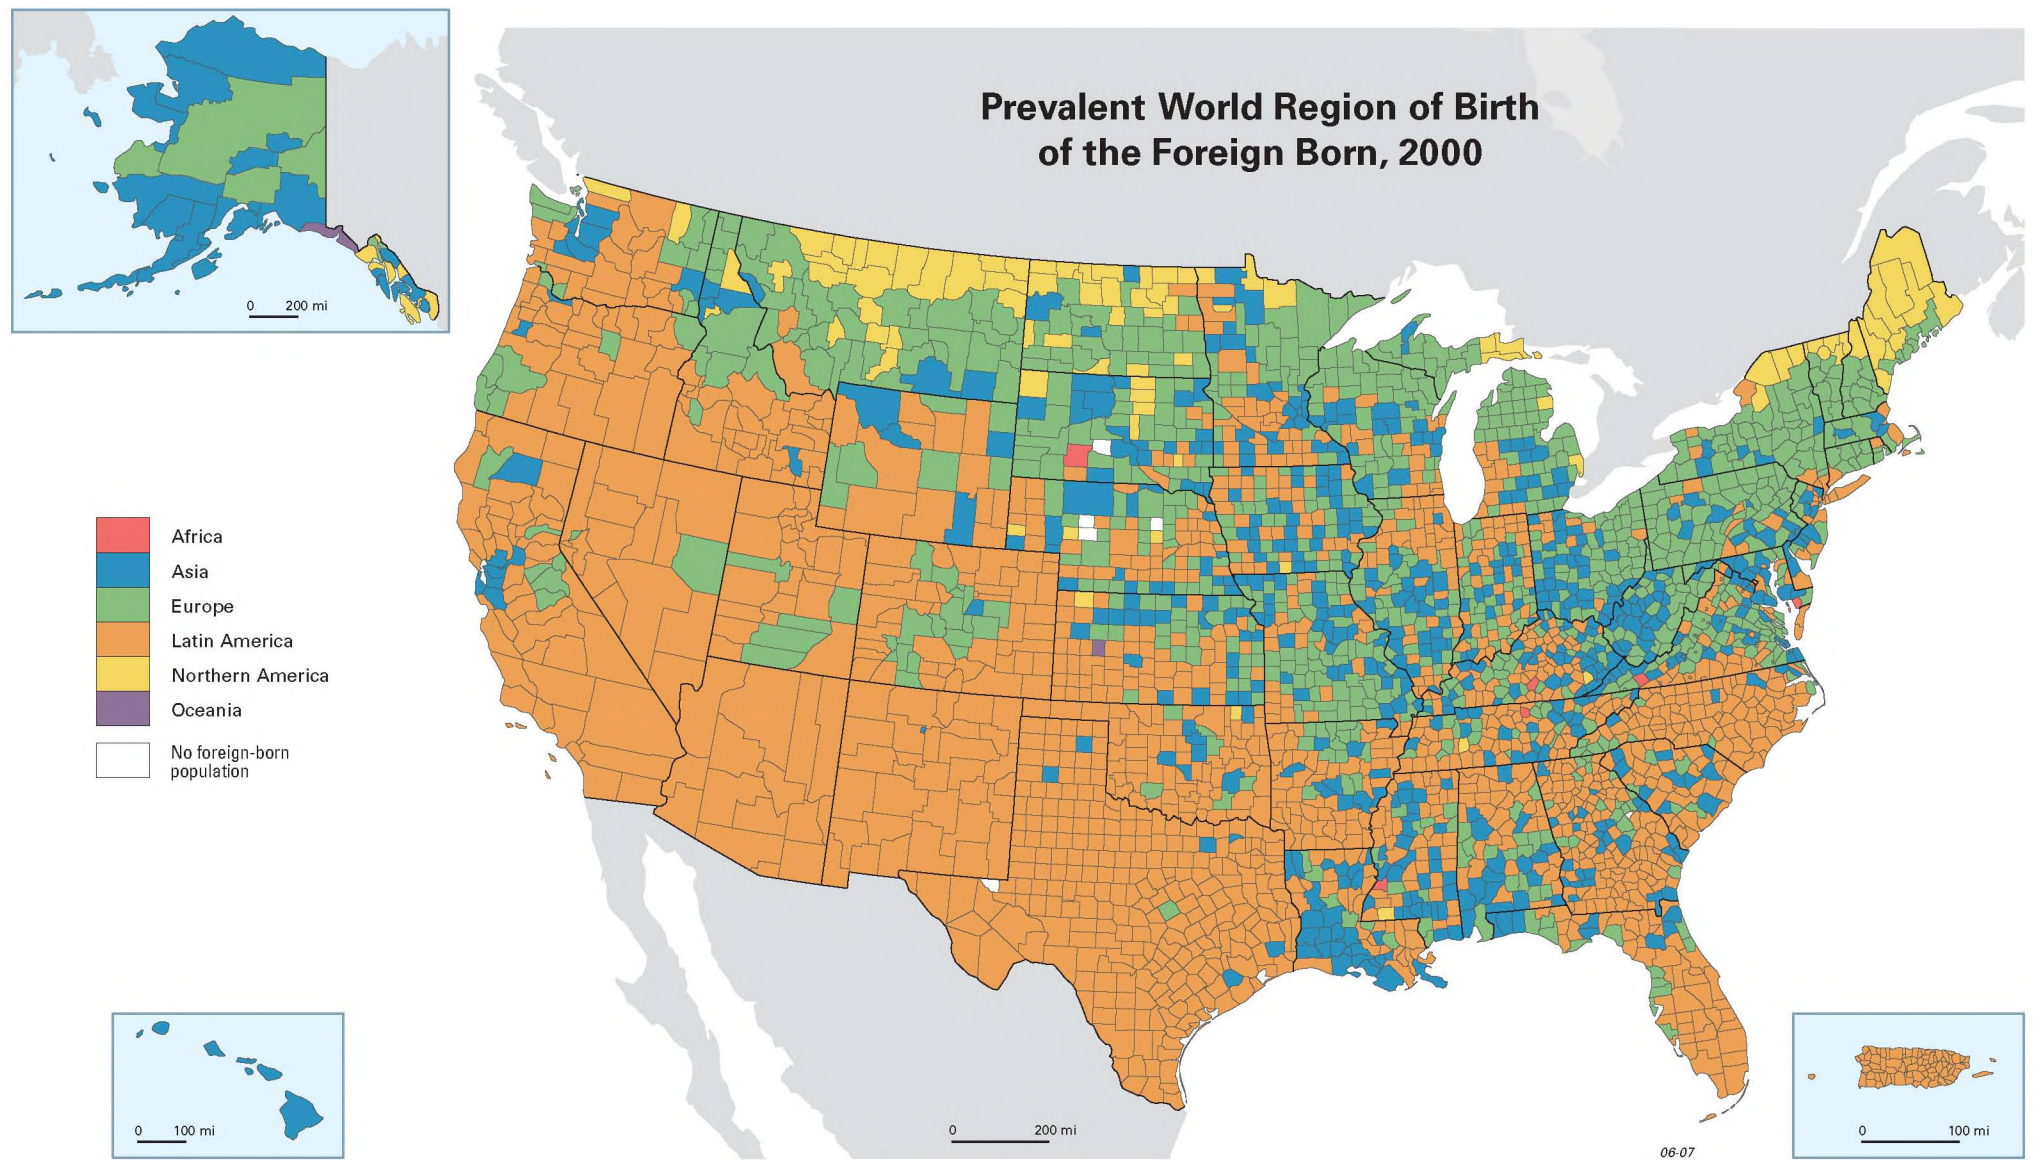 Prevalent World Region of Birth
of the Foreign Born, 2000
0 200 mi
Africa
Asia
Europe
Latin America
Northern America
Oceania
No foreign-born
population
0 100 mi
0 200 mi
0 100 mi
06-07